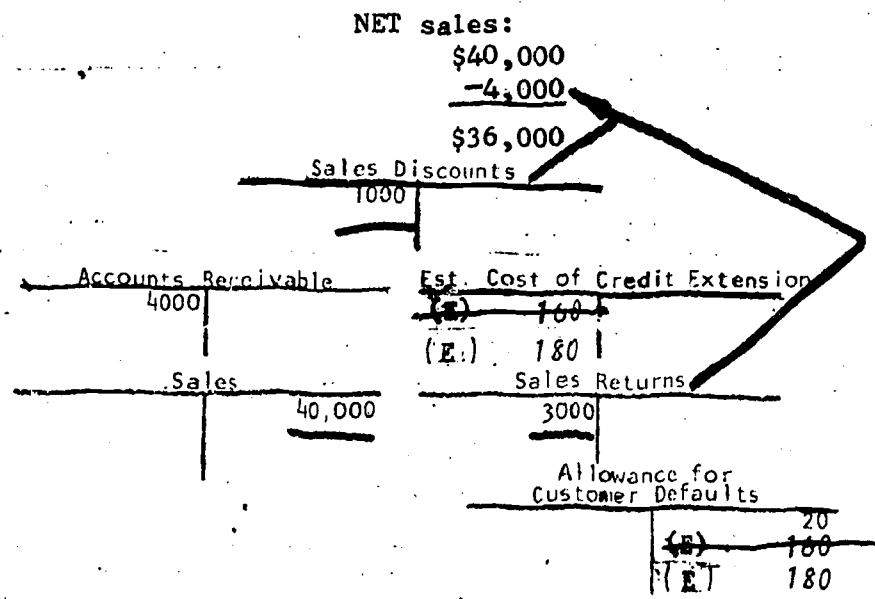 NET sales:
$40,000
-4,000
$36,000
Sales Discounts
1000
Accounts Receivable
4000
Est. Cost of Credit Extension
(E) 160
(E.) 180
Sales
40,000
Sales Returns
3000
Allowance for
Customer Defaults
20
(E) 160
(E) 180